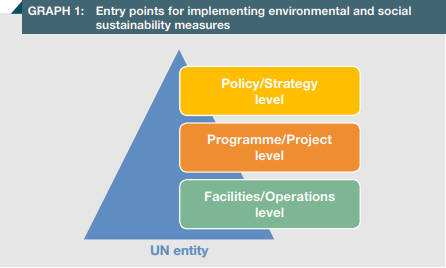 GRAPH 1: Entry points for implementing environmental and social
sustainability measures
Policy/Strategy
level
Programme/Project
level
Facilities/Operations
level
UN entity